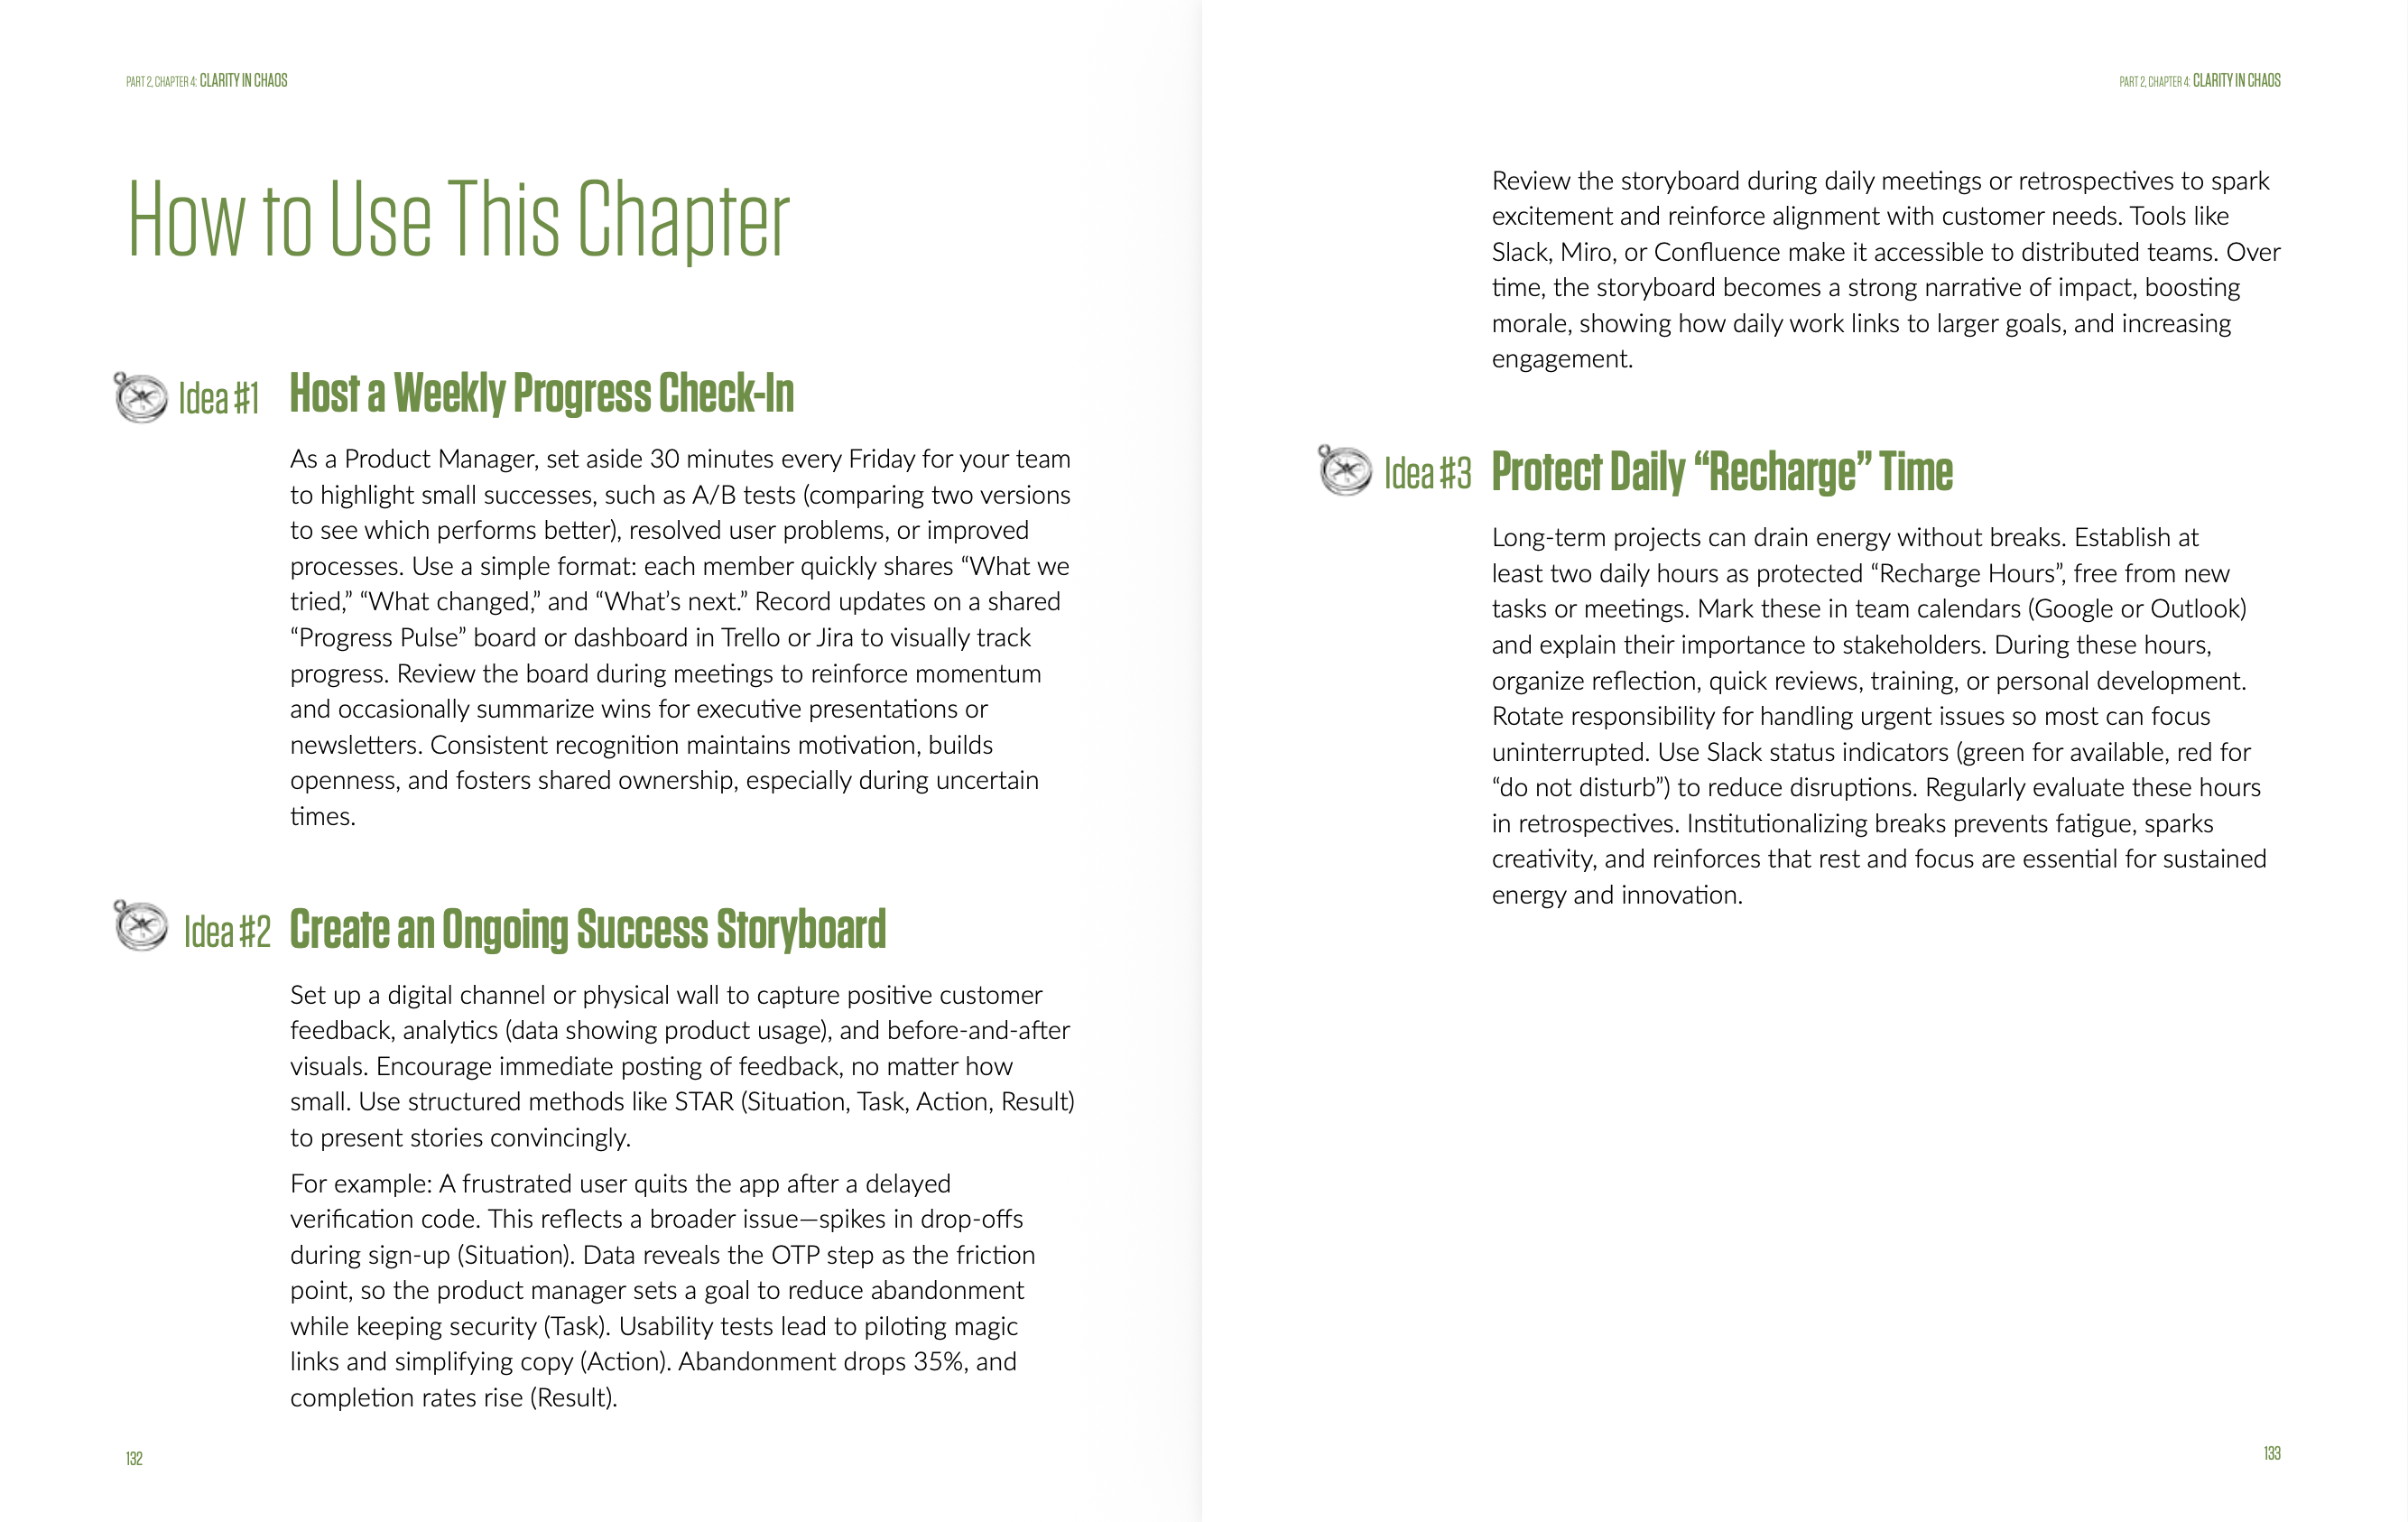 PART 2, CHAPTER 4: CLARITY IN CHAOS
How to Use This Chapter
Idea #1 Host a Weekly Progress Check-In
As a Product Manager, set aside 30 minutes every Friday for your team
to highlight small successes, such as A/B tests (comparing two versions
to see which performs better), resolved user problems, or improved
processes. Use a simple format: each member quickly shares “What we
tried,” “What changed,” and “What’s next.” Record updates on a shared
“Progress Pulse” board or dashboard in Trello or Jira to visually track
progress. Review the board during meetings to reinforce momentum
and occasionally summarize wins for executive presentations or
newsletters. Consistent recognition maintains motivation, builds
openness, and fosters shared ownership, especially during uncertain
times.
Idea #2 Create an Ongoing Success Storyboard
Set up a digital channel or physical wall to capture positive customer
feedback, analytics (data showing product usage), and before-and-after
visuals. Encourage immediate posting of feedback, no matter how
small. Use structured methods like STAR (Situation, Task, Action, Result)
to present stories convincingly.
For example: A frustrated user quits the app after a delayed
verification code. This reflects a broader issue—spikes in drop-offs
during sign-up (Situation). Data reveals the OTP step as the friction
point, so the product manager sets a goal to reduce abandonment
while keeping security (Task). Usability tests lead to piloting magic
links and simplifying copy (Action). Abandonment drops 35%, and
completion rates rise (Result).
132
PART 2, CHAPTER 4: CLARITY IN CHAOS
Review the storyboard during daily meetings or retrospectives to spark
excitement and reinforce alignment with customer needs. Tools like
Slack, Miro, or Confluence make it accessible to distributed teams. Over
time, the storyboard becomes a strong narrative of impact, boosting
morale, showing how daily work links to larger goals, and increasing
engagement.
Idea #3 Protect Daily “Recharge” Time
Long-term projects can drain energy without breaks. Establish at
least two daily hours as protected “Recharge Hours”, free from new
tasks or meetings. Mark these in team calendars (Google or Outlook)
and explain their importance to stakeholders. During these hours,
organize reflection, quick reviews, training, or personal development.
Rotate responsibility for handling urgent issues so most can focus
uninterrupted. Use Slack status indicators (green for available, red for
“do not disturb”) to reduce disruptions. Regularly evaluate these hours
in retrospectives. Institutionalizing breaks prevents fatigue, sparks
creativity, and reinforces that rest and focus are essential for sustained
energy and innovation.
133